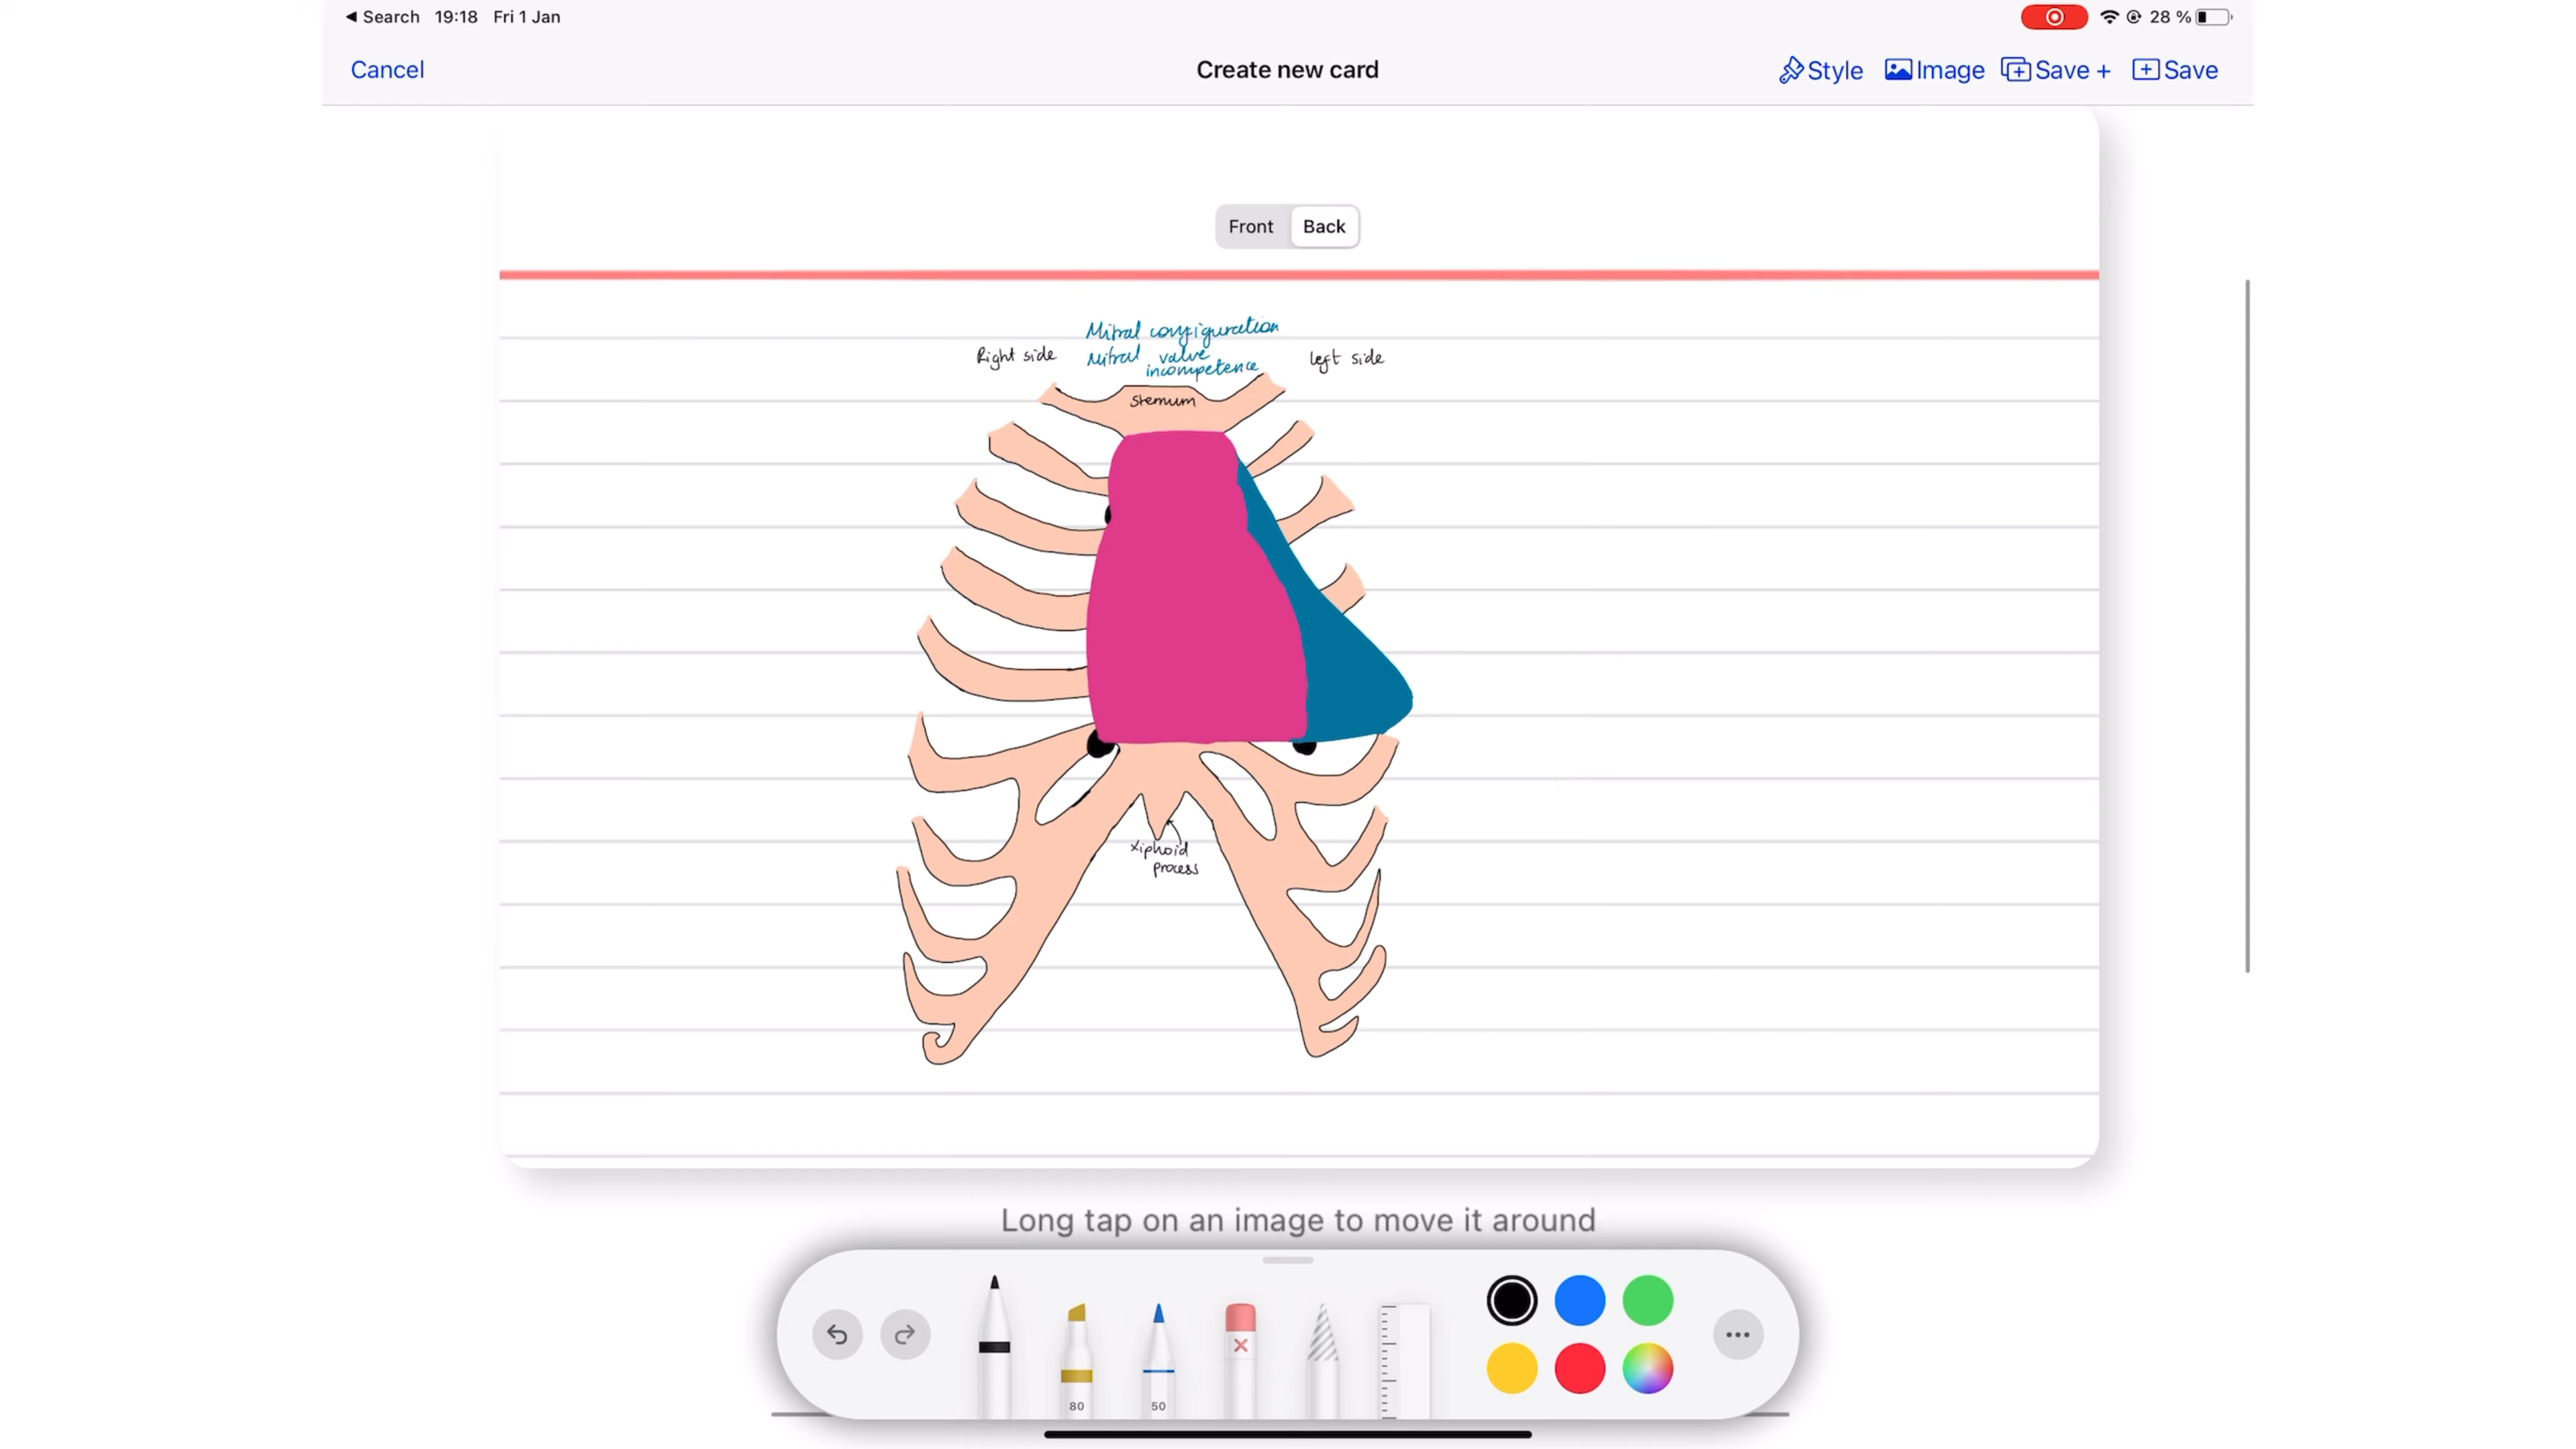 Search 19:18 Fri 1 Jan 28 %
Cancel Create new card Style Image Save + Save
Front Back
Mitral configuration
Right side Mitral valve left side
incompetence
Sternum
xiphoid
process
Long tap on an image to move it around
80 50